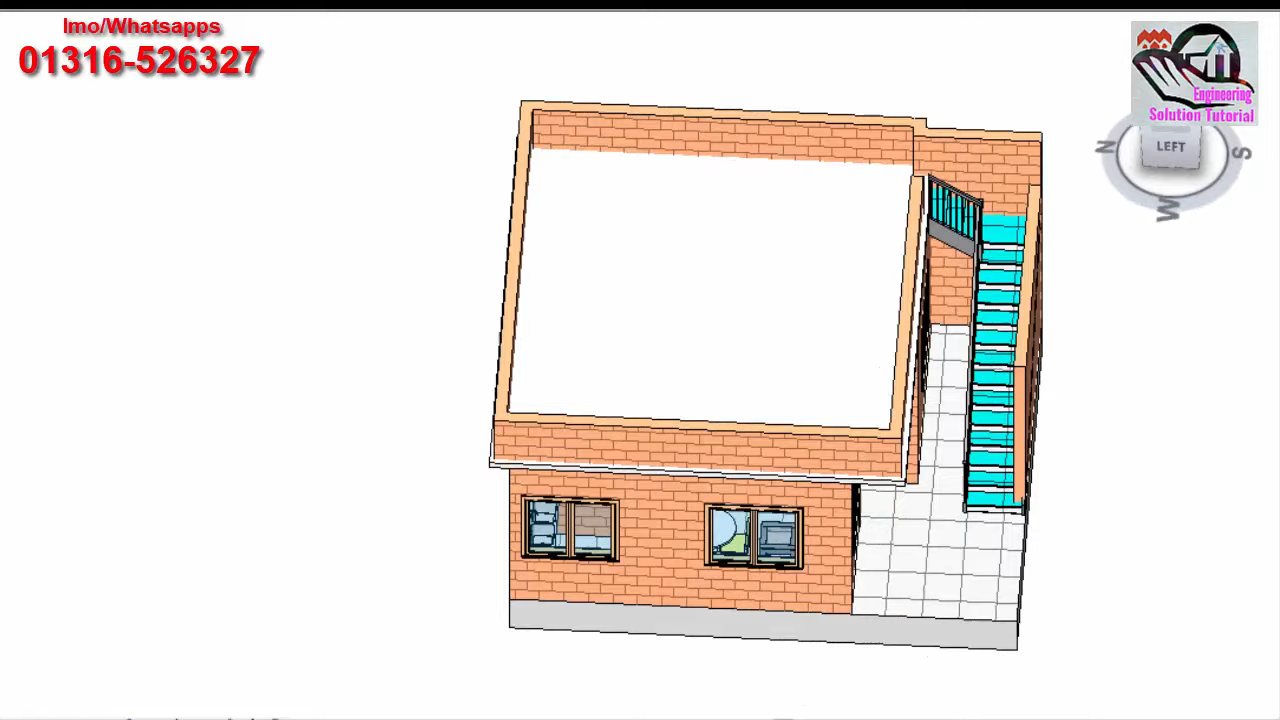 Imo/Whatsapps
01316-526327
Engineering
Solution Tutorial
N
LEFT
S
W